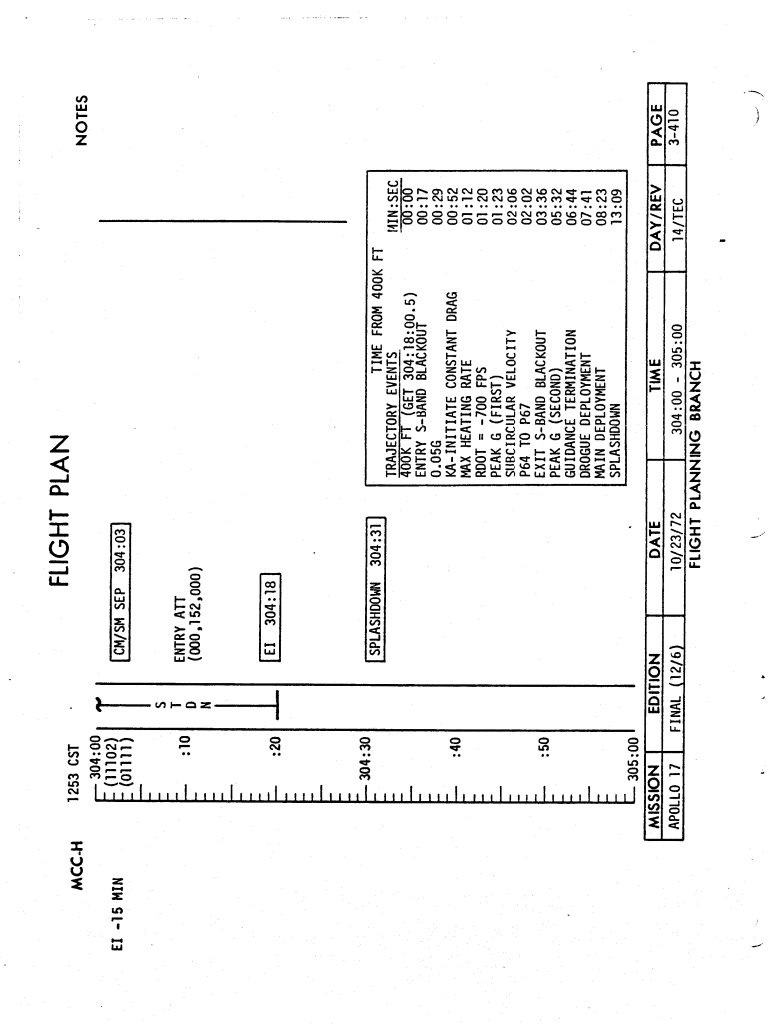 FLIGHT PLAN
MCC-H
1253 CST
NOTES
EI -15 MIN
304:00
(11102)
(01111)
:10
:20
304:30
:40
:50
305:00
S
T
D
N
CM/SM SEP 304:03
ENTRY ATT
(000,152,000)
EI 304:18
SPLASHDOWN 304:31
TIME FROM 400K FT
TRAJECTORY EVENTS MIN:SEC
400K FT (GET 304:18:00.5) 00:00
ENTRY S-BAND BLACKOUT 00:17
0.05G 00:29
KA-INITIATE CONSTANT DRAG 00:52
MAX HEATING RATE 01:12
RDOT = -700 FPS 01:20
PEAK G (FIRST) 01:23
SUBCIRCULAR VELOCITY 02:06
P64 TO P67 02:02
EXIT S-BAND BLACKOUT 03:36
PEAK G (SECOND) 05:32
GUIDANCE TERMINATION 06:44
DROGUE DEPLOYMENT 07:41
MAIN DEPLOYMENT 08:23
SPLASHDOWN 13:09
MISSION EDITION DATE TIME DAY/REV PAGE
APOLLO 17 FINAL (12/6) 10/23/72 304:00 - 305:00 14/TEC 3-410
FLIGHT PLANNING BRANCH